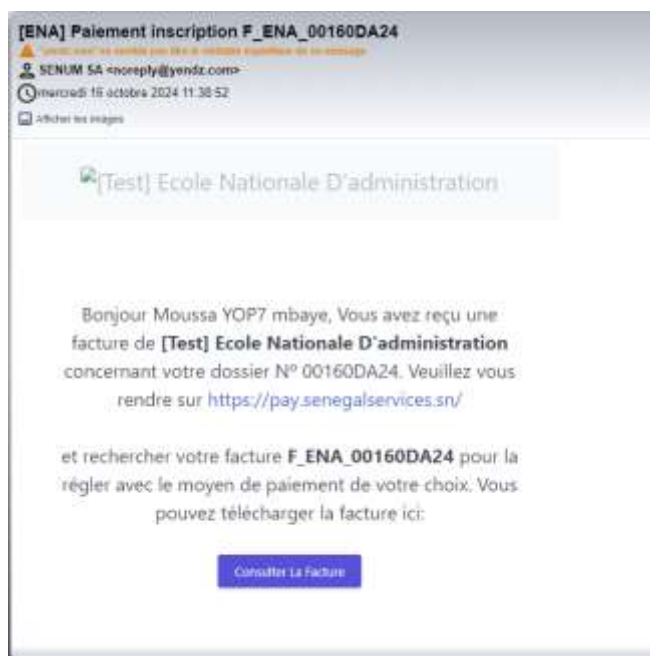 [ENA] Paiement inscription F_ENA_00160DA24
SENUM SA <noreply@yendz.com>
mercredi 16 octobre 2024 11:38:52
Afficher les images
[Test] Ecole Nationale D'administration
Bonjour Moussa YOP7 mbaye, Vous avez reçu une
facture de [Test] Ecole Nationale D'administration
concernant votre dossier Nº 00160DA24. Veuillez vous
rendre sur https://pay.senegalservices.sn/
et rechercher votre facture F_ENA_00160DA24 pour la
régler avec le moyen de paiement de votre choix. Vous
pouvez télécharger la facture ici:
Consulter La Facture